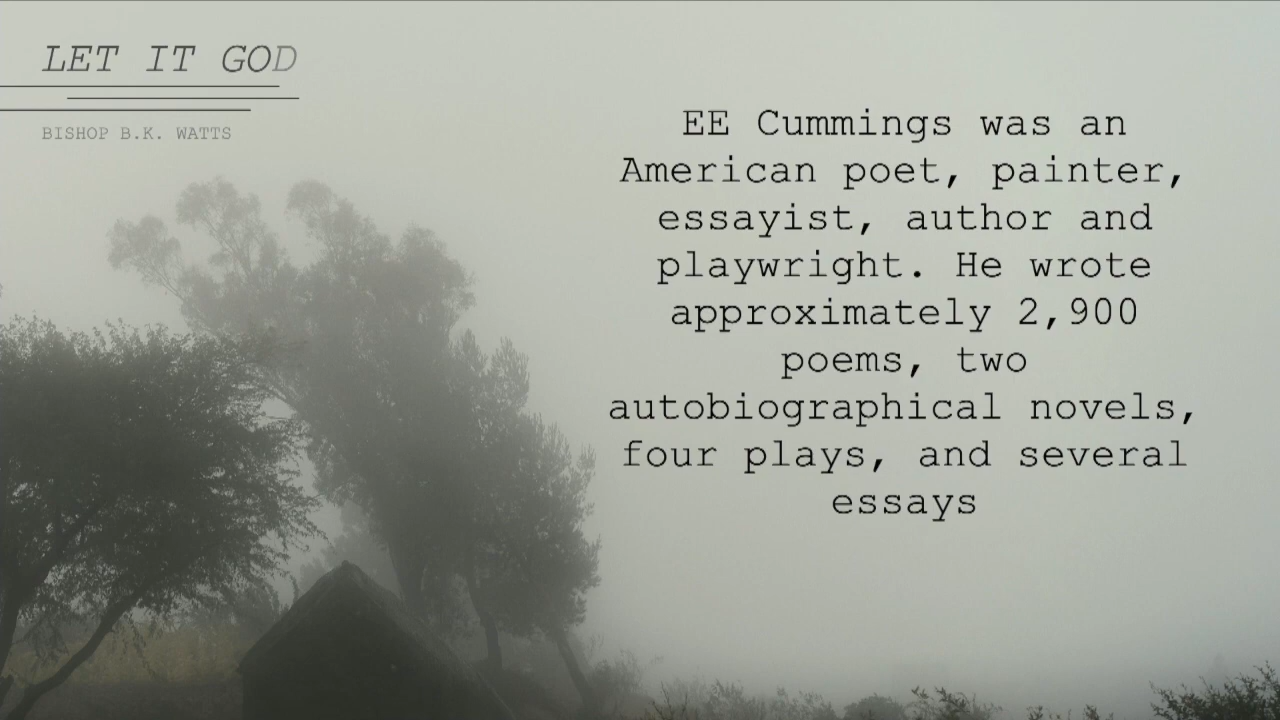 LET IT GOD
BISHOP B.K. WATTS
EE Cummings was an
American poet, painter,
essayist, author and
playwright. He wrote
approximately 2,900
poems, two
autobiographical novels,
four plays, and several
essays